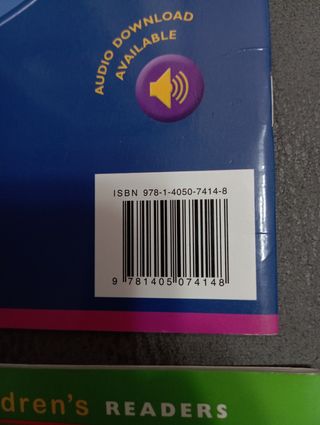 AUDIO DOWNLOAD
AVAILABLE
ISBN 978-1-4050-7414-8
9 781405 074148
dren's READERS